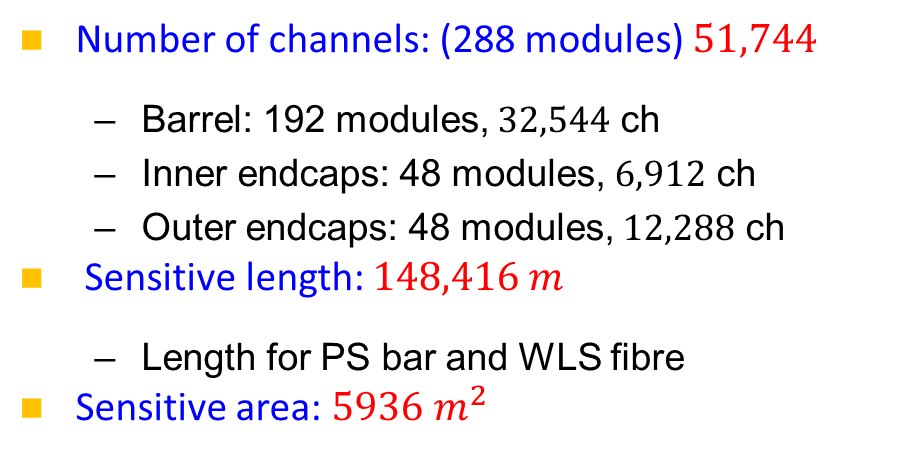 ■ Number of channels: (288 modules) 51,744
– Barrel: 192 modules, 32,544 ch
– Inner endcaps: 48 modules, 6,912 ch
– Outer endcaps: 48 modules, 12,288 ch
■ Sensitive length: 148,416 m
– Length for PS bar and WLS fibre
■ Sensitive area: 5936 m²